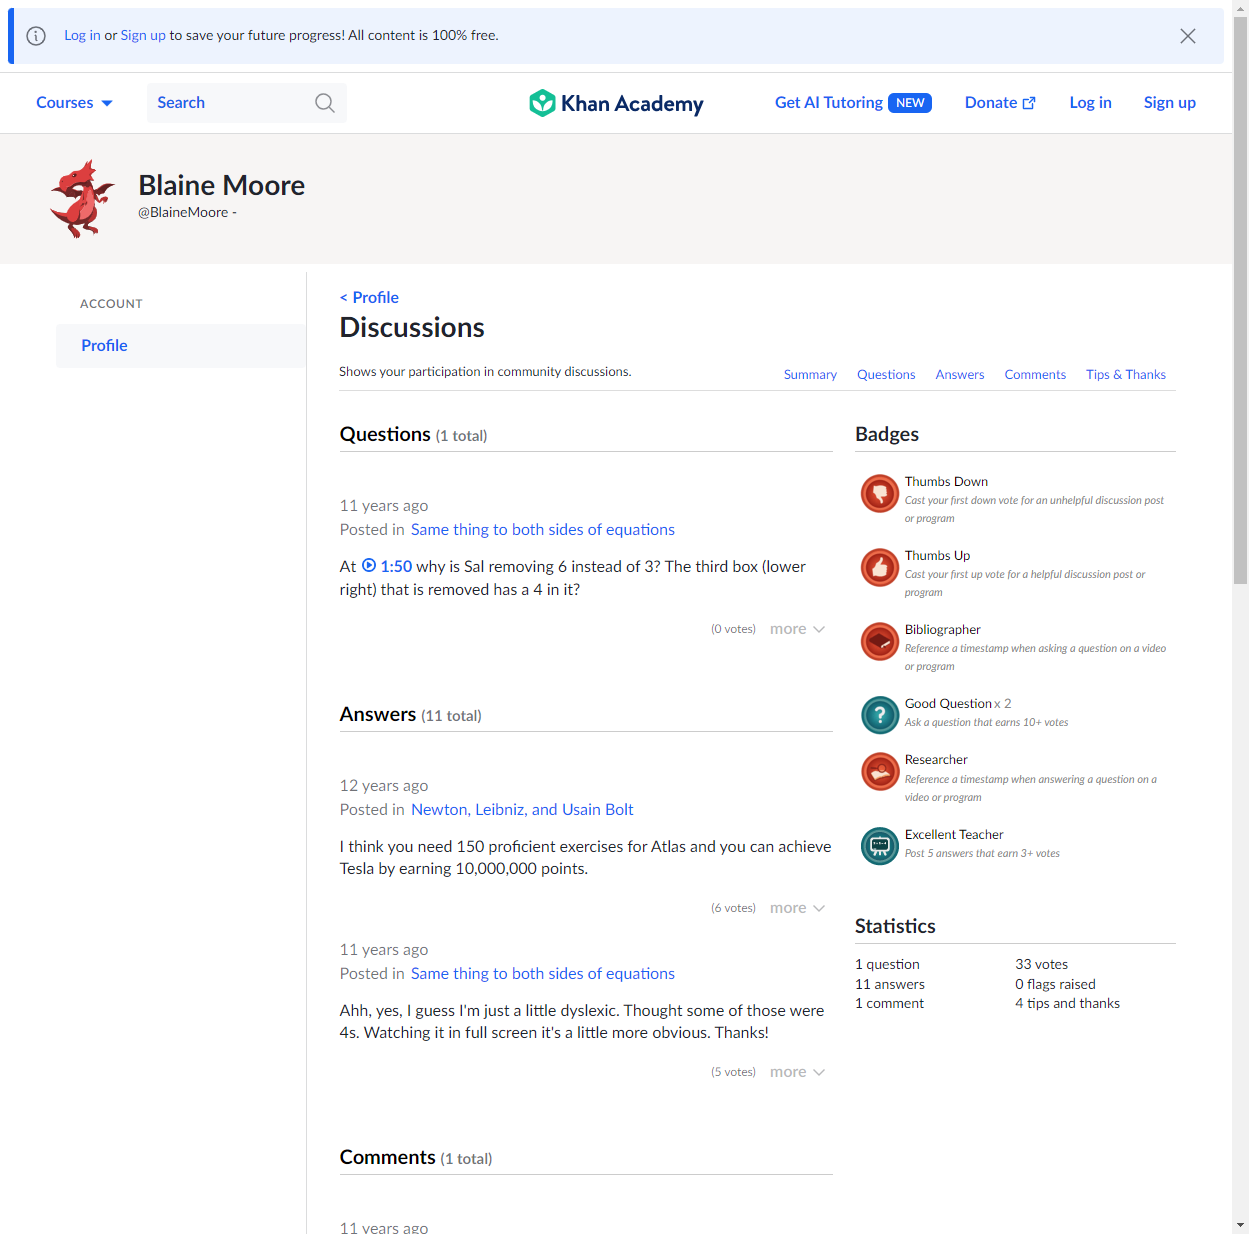 Log in or Sign up to save your future progress! All content is 100% free.
Courses
Search
Khan Academy
Get AI Tutoring NEW
Donate
Log in
Sign up
Blaine Moore
@BlaineMoore -
ACCOUNT
Profile
< Profile
Discussions
Shows your participation in community discussions.
Summary
Questions
Answers
Comments
Tips & Thanks
Questions (1 total)
11 years ago
Posted in Same thing to both sides of equations
At 1:50 why is Sal removing 6 instead of 3? The third box (lower
right) that is removed has a 4 in it?
(0 votes) more
Answers (11 total)
12 years ago
Posted in Newton, Leibniz, and Usain Bolt
I think you need 150 proficient exercises for Atlas and you can achieve
Tesla by earning 10,000,000 points.
(6 votes) more
11 years ago
Posted in Same thing to both sides of equations
Ahh, yes, I guess I'm just a little dyslexic. Thought some of those were
4s. Watching it in full screen it's a little more obvious. Thanks!
(5 votes) more
Comments (1 total)
11 years ago
Badges
Thumbs Down
Cast your first down vote for an unhelpful discussion post
or program
Thumbs Up
Cast your first up vote for a helpful discussion post or
program
Bibliographer
Reference a timestamp when asking a question on a video
or program
Good Question x 2
Ask a question that earns 10+ votes
Researcher
Reference a timestamp when answering a question on a
video or program
Excellent Teacher
Post 5 answers that earn 3+ votes
Statistics
1 question
11 answers
1 comment
33 votes
0 flags raised
4 tips and thanks